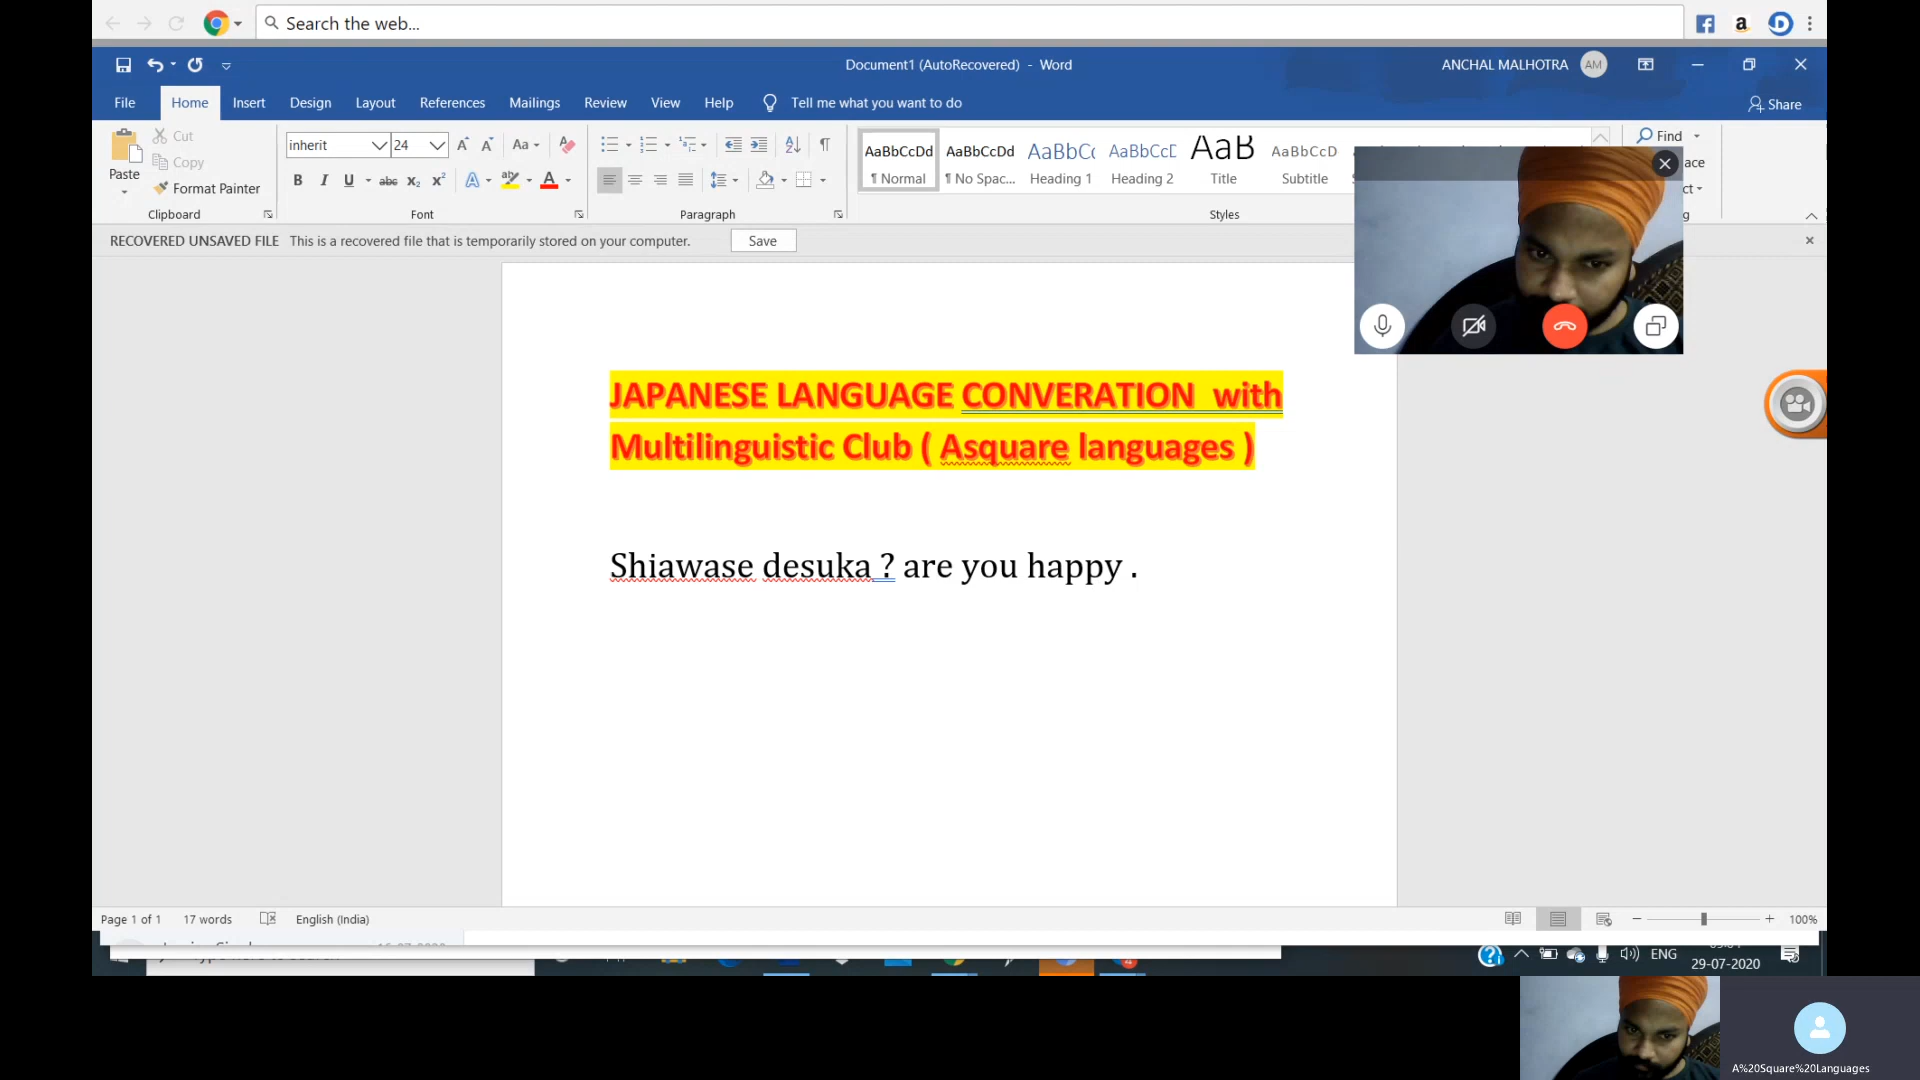 Search the web...
Document1 (AutoRecovered) - Word
ANCHAL MALHOTRA AM
File Home Insert Design Layout References Mailings Review View Help Tell me what you want to do Share
Paste
Cut
Copy
Format Painter
Clipboard
inherit 24
Font
Paragraph
AaBbCcDd AaBbCcDd AaBbC AaBbCcE AaB AaBbCcD
¶ Normal ¶ No Spac... Heading 1 Heading 2 Title Subtitle
Styles
Find
RECOVERED UNSAVED FILE This is a recovered file that is temporarily stored on your computer. Save
JAPANESE LANGUAGE CONVERATION with
Multilinguistic Club ( Asquare languages )
Shiawase desuka ? are you happy .
Page 1 of 1 17 words English (India) 100%
ENG
29-07-2020
A%20Square%20Languages